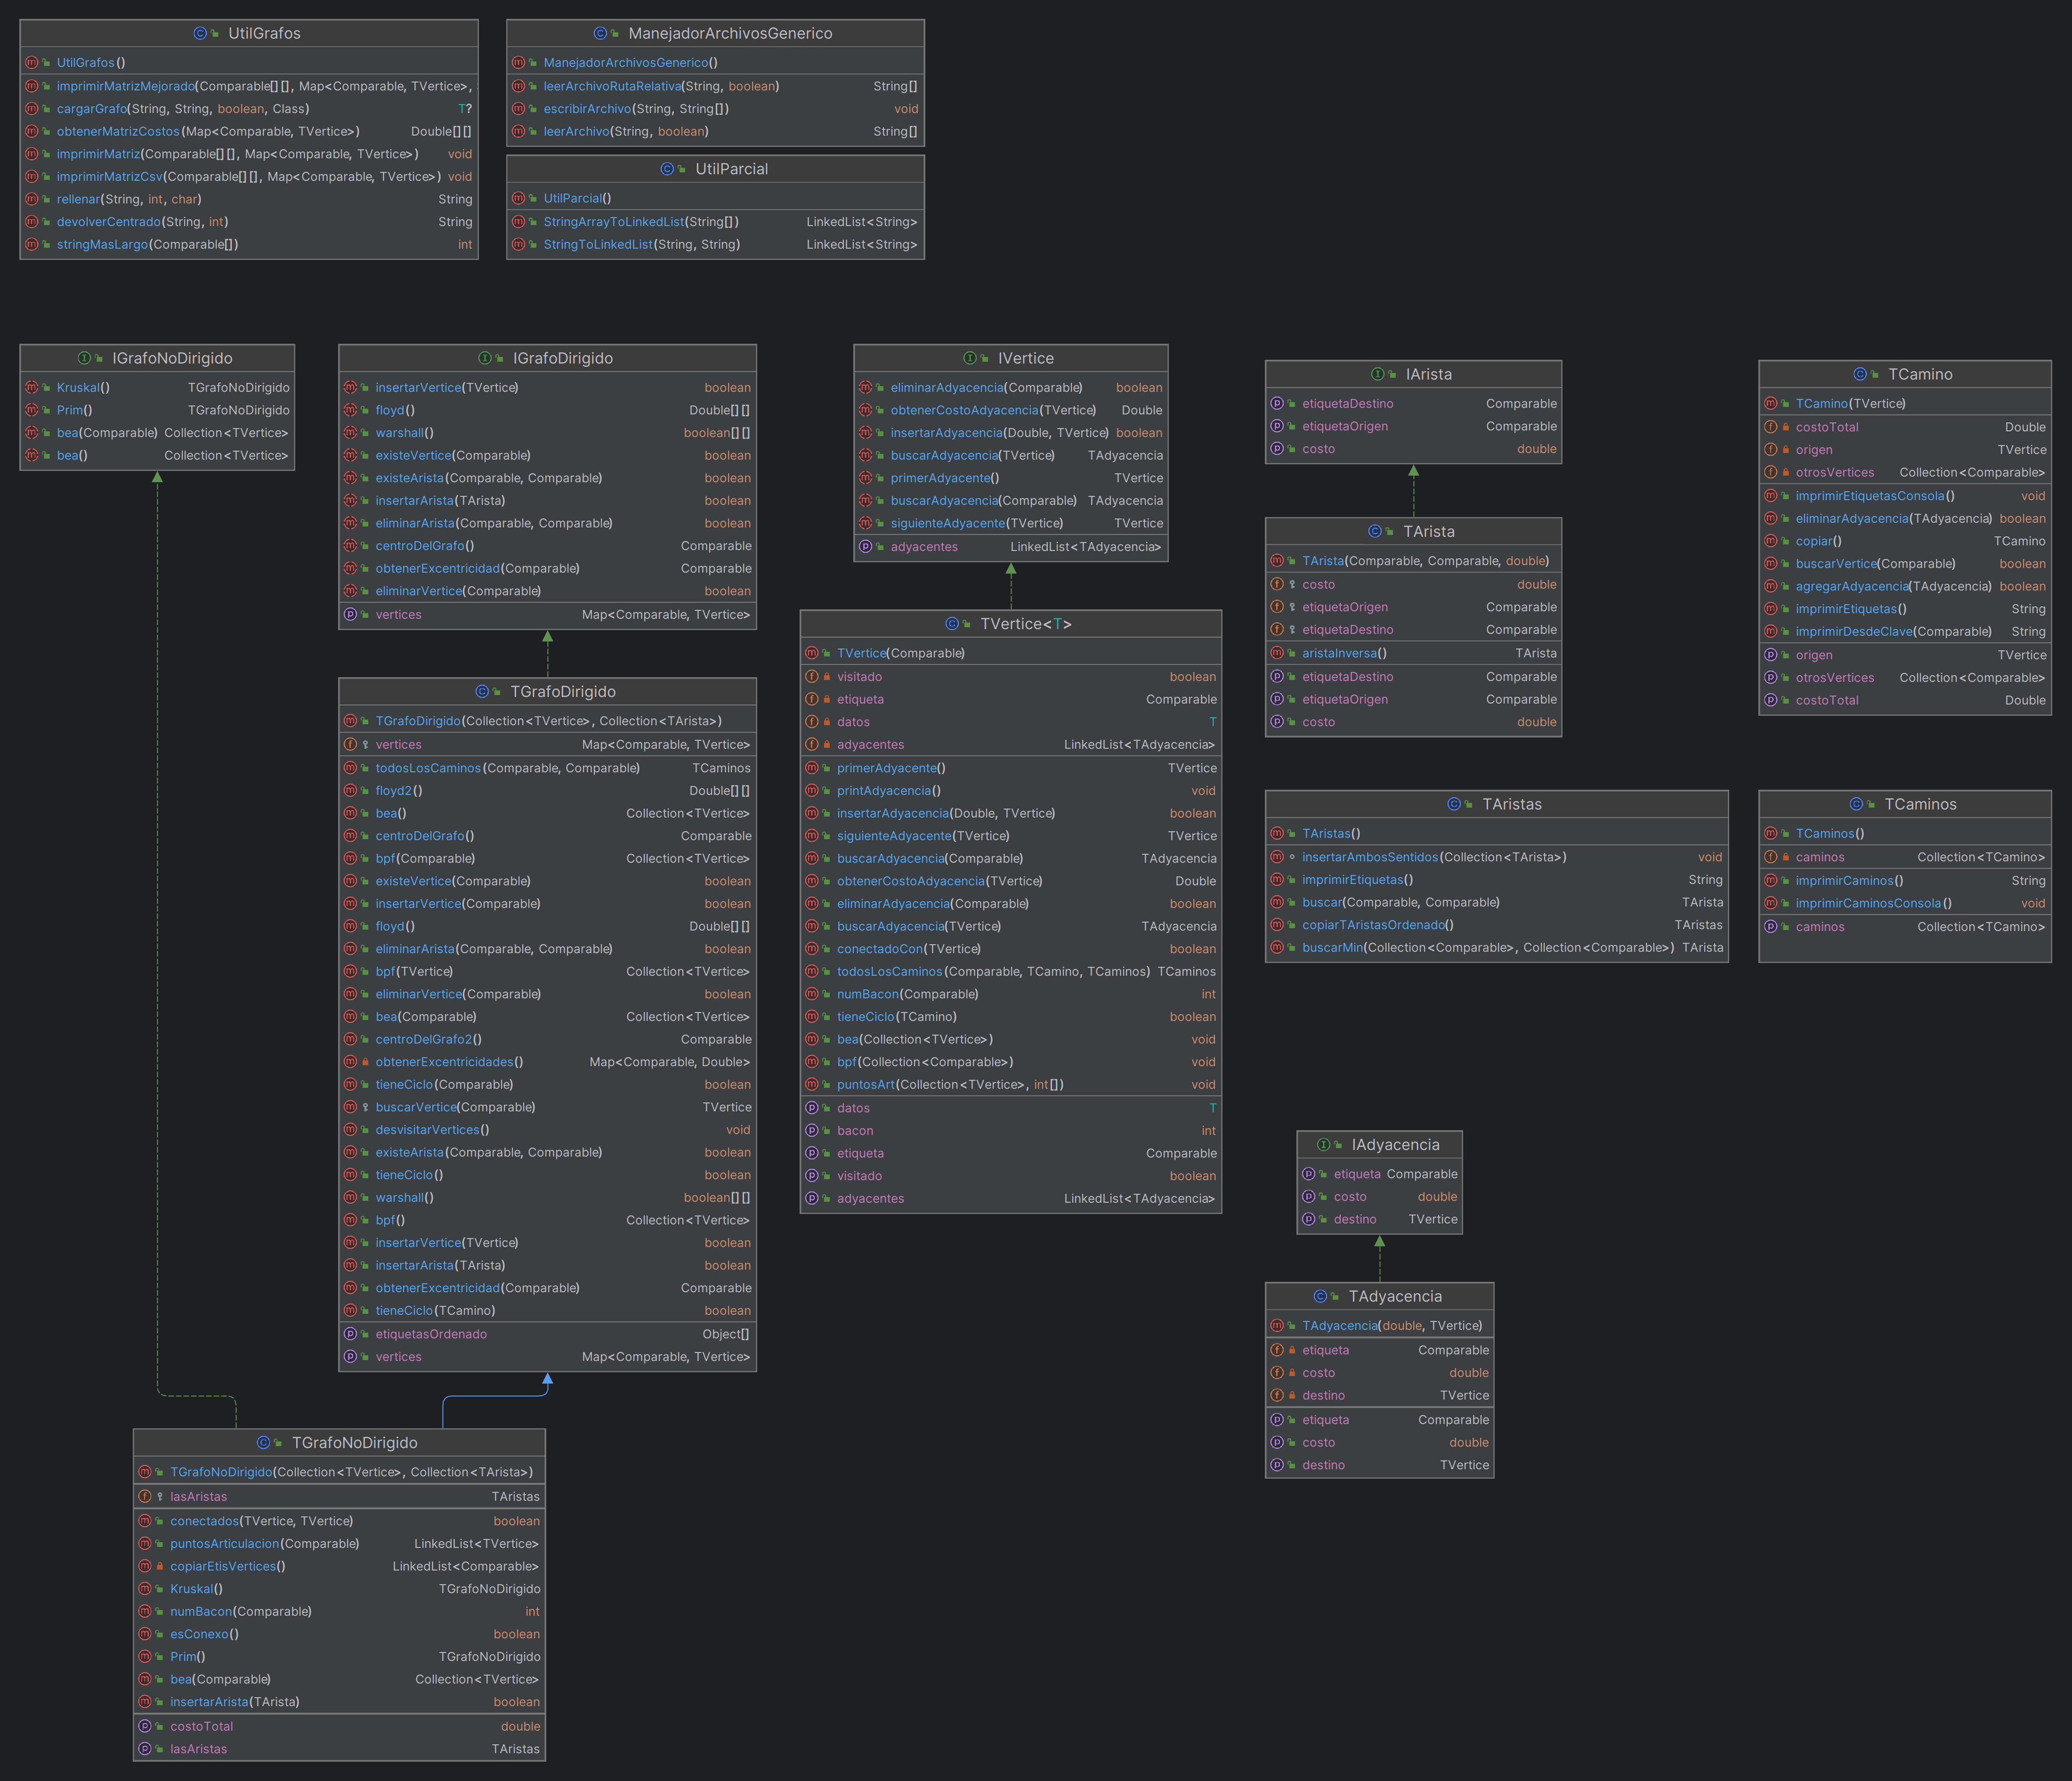 UtilGrafos
UtilGrafos()
imprimirMatrizMejorado(Comparable[][], Map<Comparable, TVertice>,
cargarGrafo(String, String, boolean, Class) T?
obtenerMatrizCostos(Map<Comparable, TVertice>) Double[][]
imprimirMatriz(Comparable[][], Map<Comparable, TVertice>) void
imprimirMatrizCsv(Comparable[][], Map<Comparable, TVertice>) void
rellenar(String, int, char) String
devolverCentrado(String, int) String
stringMasLargo(Comparable[]) int
ManejadorArchivosGenerico
ManejadorArchivosGenerico()
leerArchivoRutaRelativa(String, boolean) String[]
escribirArchivo(String, String[]) void
leerArchivo(String, boolean) String[]
UtilParcial
UtilParcial()
StringArrayToLinkedList(String[]) LinkedList<String>
StringToLinkedList(String, String) LinkedList<String>
IGrafoNoDirigido
Kruskal() TGrafoNoDirigido
Prim() TGrafoNoDirigido
bea(Comparable) Collection<TVertice>
bea() Collection<TVertice>
IGrafoDirigido
insertarVertice(TVertice) boolean
floyd() Double[][]
warshall() boolean[][]
existeVertice(Comparable) boolean
existeArista(Comparable, Comparable) boolean
insertarArista(TArista) boolean
eliminarArista(Comparable, Comparable) boolean
centroDelGrafo() Comparable
obtenerExcentricidad(Comparable) Comparable
eliminarVertice(Comparable) boolean
vertices Map<Comparable, TVertice>
IVertice
eliminarAdyacencia(Comparable) boolean
obtenerCostoAdyacencia(TVertice) Double
insertarAdyacencia(Double, TVertice) boolean
buscarAdyacencia(TVertice) TAdyacencia
primerAdyacente() TVertice
buscarAdyacencia(Comparable) TAdyacencia
siguienteAdyacente(TVertice) TVertice
adyacentes LinkedList<TAdyacencia>
IArista
etiquetaDestino Comparable
etiquetaOrigen Comparable
costo double
TCamino
TCamino(TVertice)
costoTotal Double
origen TVertice
otrosVertices Collection<Comparable>
imprimirEtiquetasConsola() void
eliminarAdyacencia(TAdyacencia) boolean
copiar() TCamino
buscarVertice(Comparable) boolean
agregarAdyacencia(TAdyacencia) boolean
imprimirEtiquetas() String
imprimirDesdeClave(Comparable) String
origen TVertice
otrosVertices Collection<Comparable>
costoTotal Double
TArista
TArista(Comparable, Comparable, double)
costo double
etiquetaOrigen Comparable
etiquetaDestino Comparable
aristaInversa() TArista
etiquetaDestino Comparable
etiquetaOrigen Comparable
costo double
TGrafoDirigido
TGrafoDirigido(Collection<TVertice>, Collection<TArista>)
vertices Map<Comparable, TVertice>
todosLosCaminos(Comparable, Comparable) TCaminos
floyd2() Double[][]
bea() Collection<TVertice>
centroDelGrafo() Comparable
bpf(Comparable) Collection<TVertice>
existeVertice(Comparable) boolean
insertarVertice(Comparable) boolean
floyd() Double[][]
eliminarArista(Comparable, Comparable) boolean
bpf(TVertice) Collection<TVertice>
eliminarVertice(Comparable) boolean
bea(Comparable) Collection<TVertice>
centroDelGrafo2() Comparable
obtenerExcentricidades() Map<Comparable, Double>
tieneCiclo(Comparable) boolean
buscarVertice(Comparable) TVertice
desvisitarVertices() void
existeArista(Comparable, Comparable) boolean
tieneCiclo() boolean
warshall() boolean[][]
bpf() Collection<TVertice>
insertarVertice(TVertice) boolean
insertarArista(TArista) boolean
obtenerExcentricidad(Comparable) Comparable
tieneCiclo(TCamino) boolean
etiquetasOrdenado Object[]
vertices Map<Comparable, TVertice>
TVertice<T>
TVertice(Comparable)
visitado boolean
etiqueta Comparable
datos T
adyacentes LinkedList<TAdyacencia>
primerAdyacente() TVertice
printAdyacencia() void
insertarAdyacencia(Double, TVertice) boolean
siguienteAdyacente(TVertice) TVertice
buscarAdyacencia(Comparable) TAdyacencia
obtenerCostoAdyacencia(TVertice) Double
eliminarAdyacencia(Comparable) boolean
buscarAdyacencia(TVertice) TAdyacencia
conectadoCon(TVertice) boolean
todosLosCaminos(Comparable, TCamino, TCaminos) TCaminos
numBacon(Comparable) int
tieneCiclo(TCamino) boolean
bea(Collection<TVertice>) void
bpf(Collection<Comparable>) void
puntosArt(Collection<TVertice>, int[]) void
datos T
bacon int
etiqueta Comparable
visitado boolean
adyacentes LinkedList<TAdyacencia>
TAristas
TAristas()
insertarAmbosSentidos(Collection<TArista>) void
imprimirEtiquetas() String
buscar(Comparable, Comparable) TArista
copiarTAristasOrdenado() TAristas
buscarMin(Collection<Comparable>, Collection<Comparable>) TArista
TCaminos
TCaminos()
caminos Collection<TCamino>
imprimirCaminos() String
imprimirCaminosConsola() void
caminos Collection<TCamino>
IAdyacencia
etiqueta Comparable
costo double
destino TVertice
TAdyacencia
TAdyacencia(double, TVertice)
etiqueta Comparable
costo double
destino TVertice
etiqueta Comparable
costo double
destino TVertice
TGrafoNoDirigido
TGrafoNoDirigido(Collection<TVertice>, Collection<TArista>)
lasAristas TAristas
conectados(TVertice, TVertice) boolean
puntosArticulacion(Comparable) LinkedList<TVertice>
copiarEtisVertices() LinkedList<Comparable>
Kruskal() TGrafoNoDirigido
numBacon(Comparable) int
esConexo() boolean
Prim() TGrafoNoDirigido
bea(Comparable) Collection<TVertice>
insertarArista(TArista) boolean
costoTotal double
lasAristas TAristas